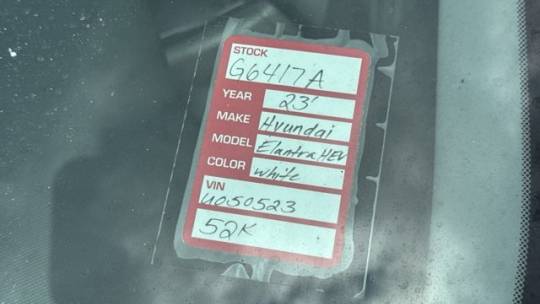 STOCK
G6417A
YEAR 23'
MAKE Hyundai
MODEL Elantra HEV
COLOR white
VIN
U050523
52K